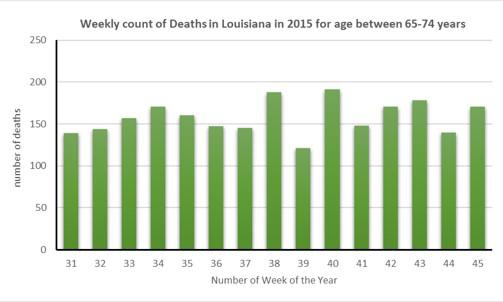 Weekly count of Deaths in Louisiana in 2015 for age between 65-74 years
250
200
150
100
50
0
number of deaths
31 32 33 34 35 36 37 38 39 40 41 42 43 44 45
Number of Week of the Year